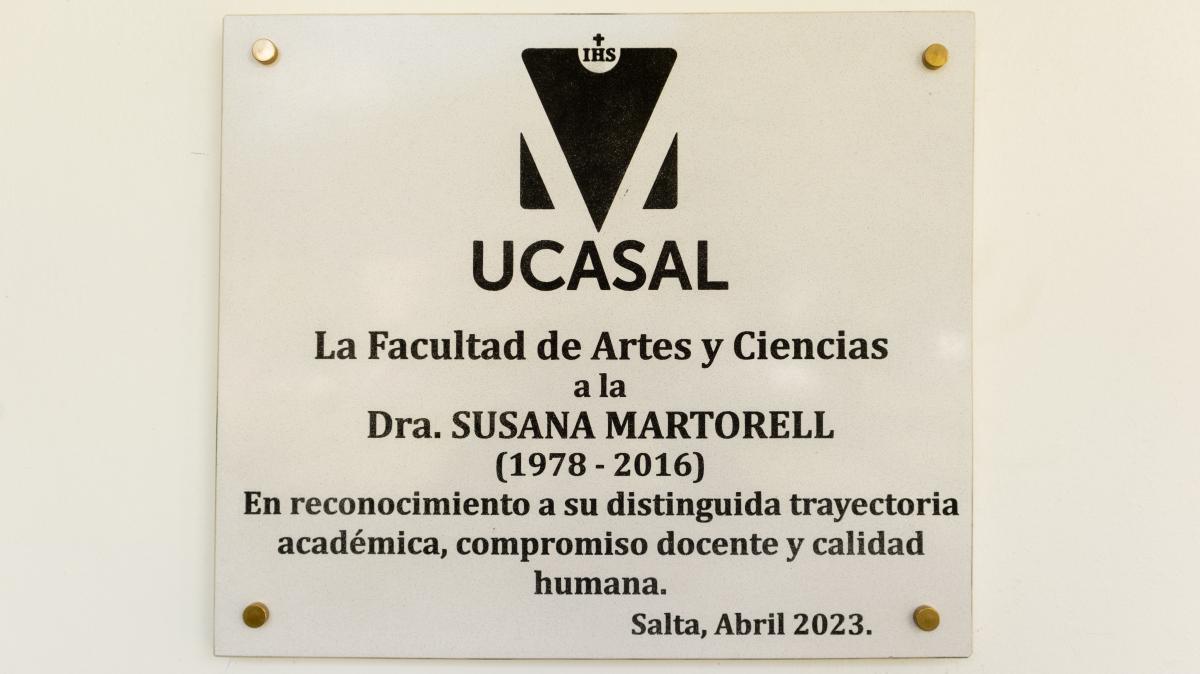 IHS
UCASAL
La Facultad de Artes y Ciencias
a la
Dra. SUSANA MARTORELL
(1978 - 2016)
En reconocimiento a su distinguida trayectoria
académica, compromiso docente y calidad
humana.
Salta, Abril 2023.